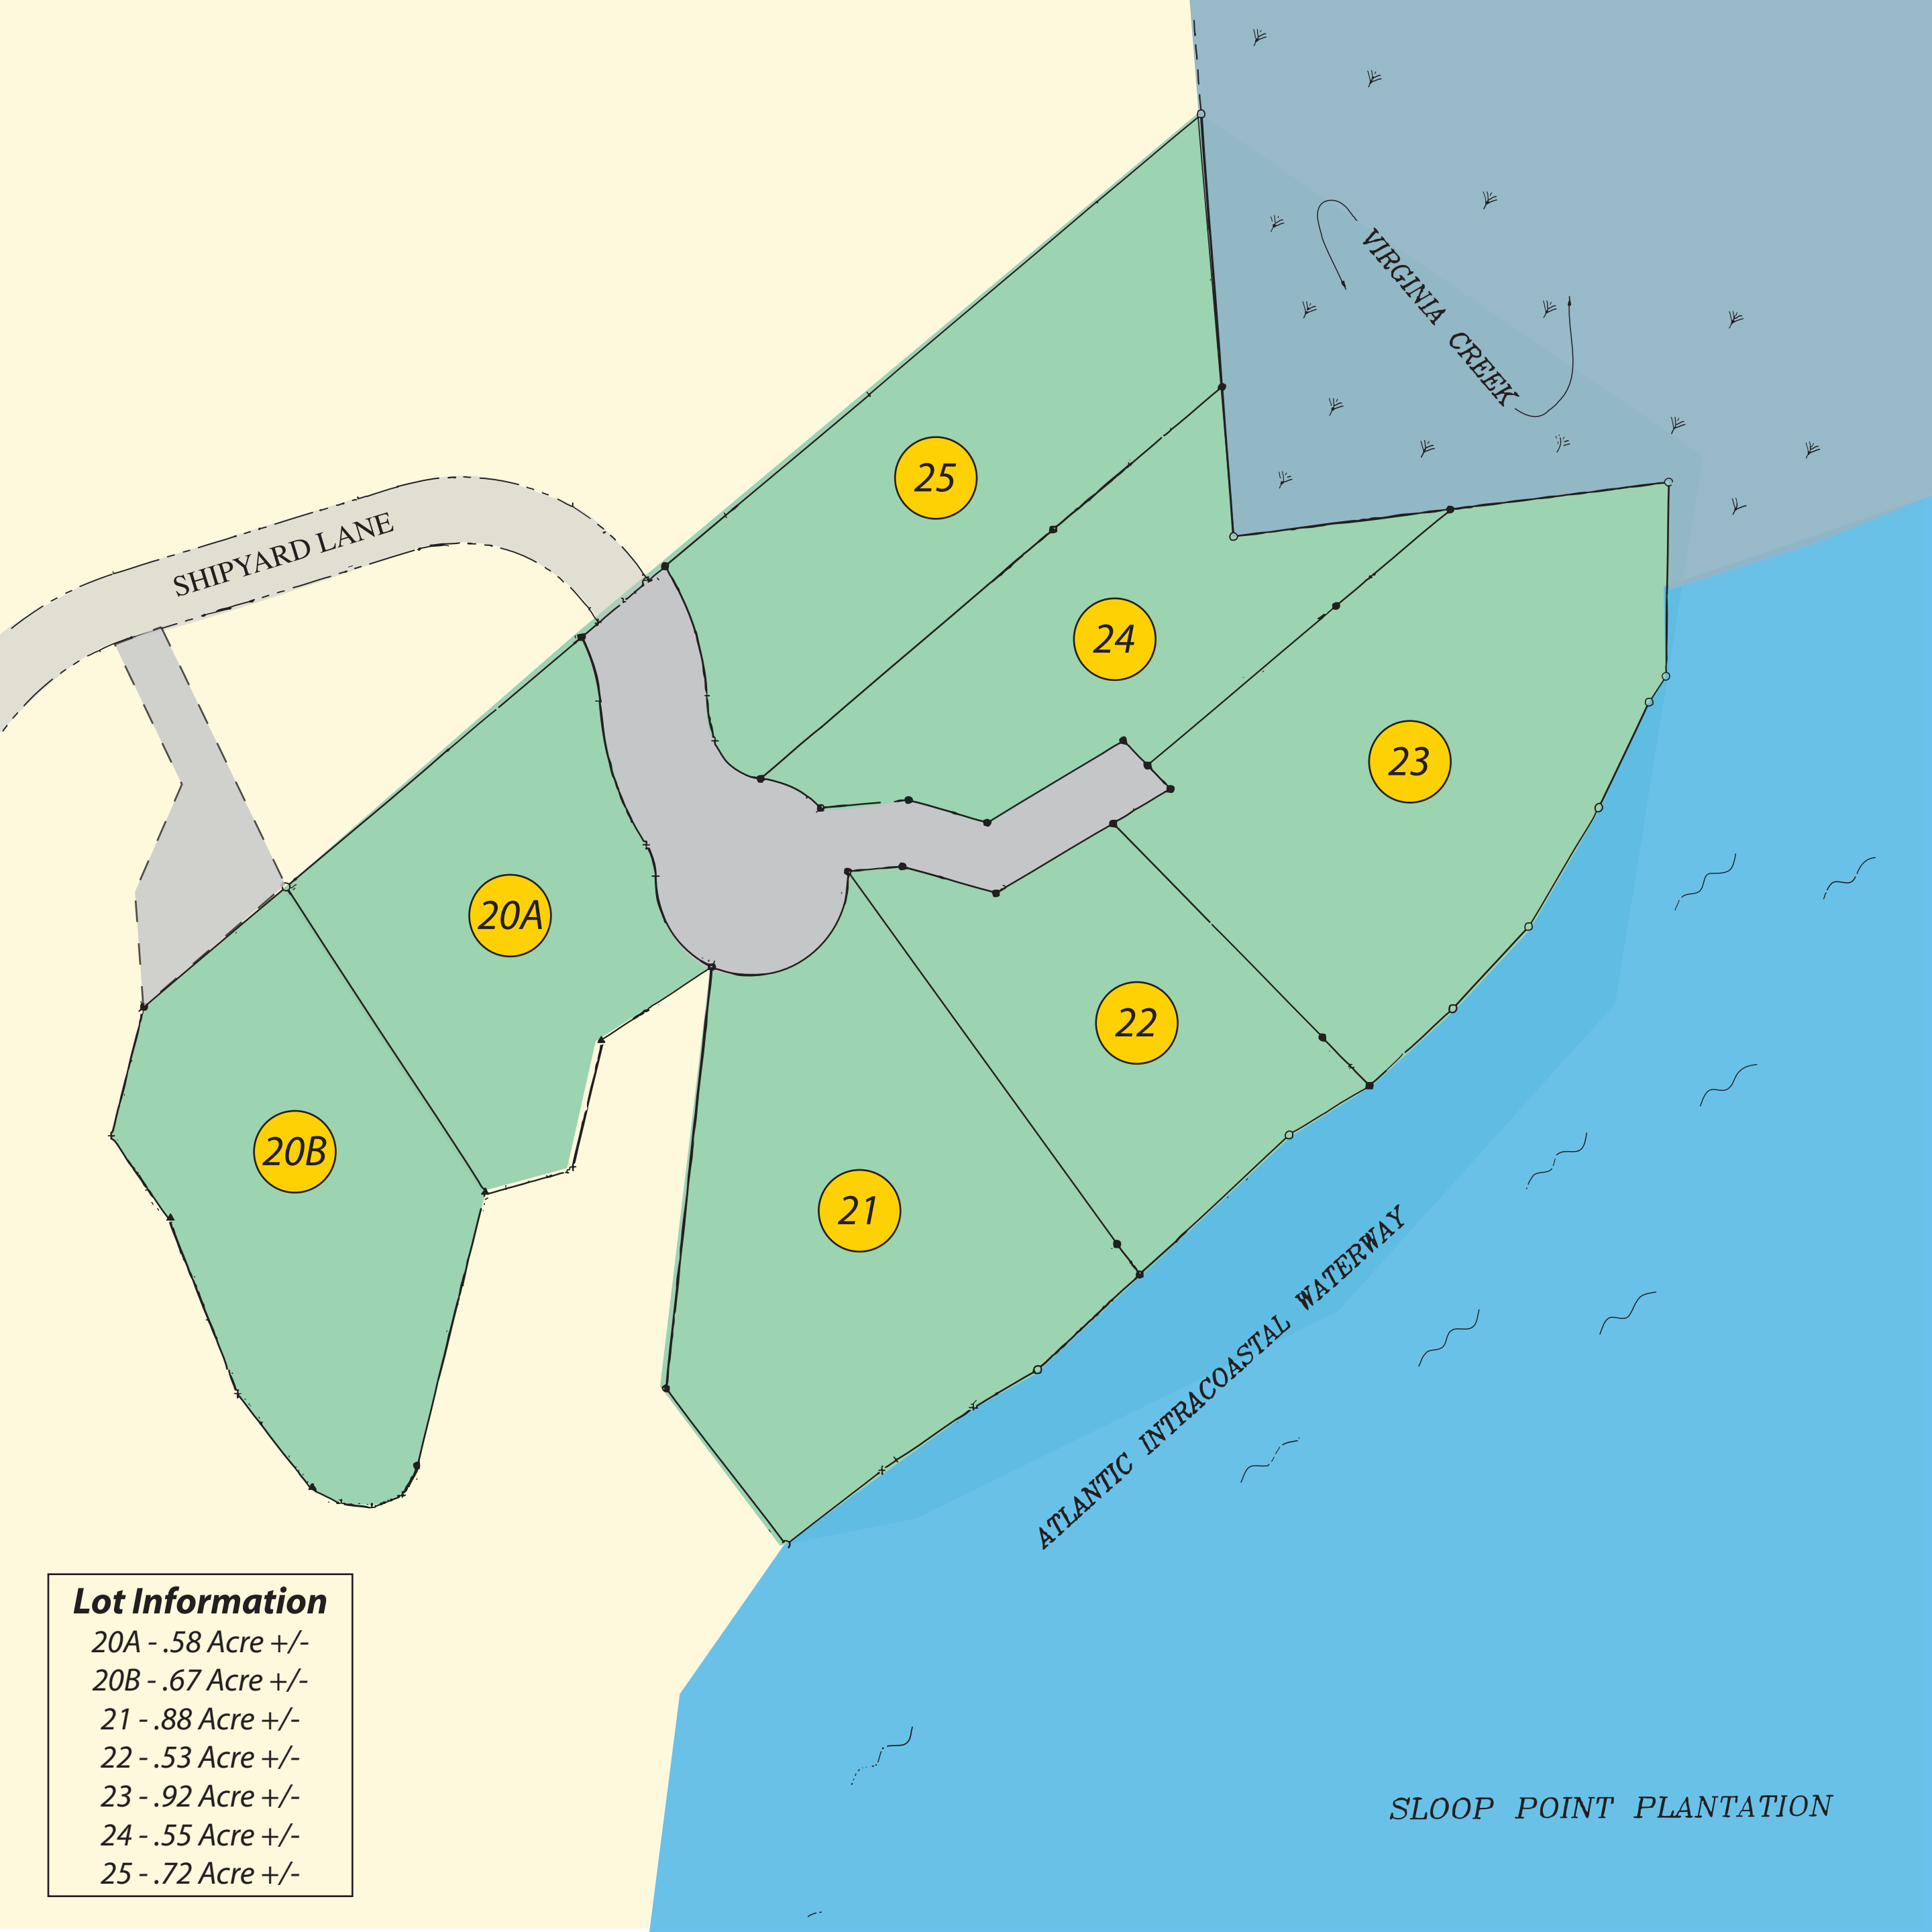 VIRGINIA CREEK
25
SHIPYARD LANE
24
23
20A
22
20B
21
ATLANTIC INTRACOASTAL WATERWAY
Lot Information
20A - .58 Acre +/-
20B - .67 Acre +/-
21 - .88 Acre +/-
22 - .53 Acre +/-
23 - .92 Acre +/-
24 - .55 Acre +/-
25 - .72 Acre +/-
SLOOP POINT PLANTATION